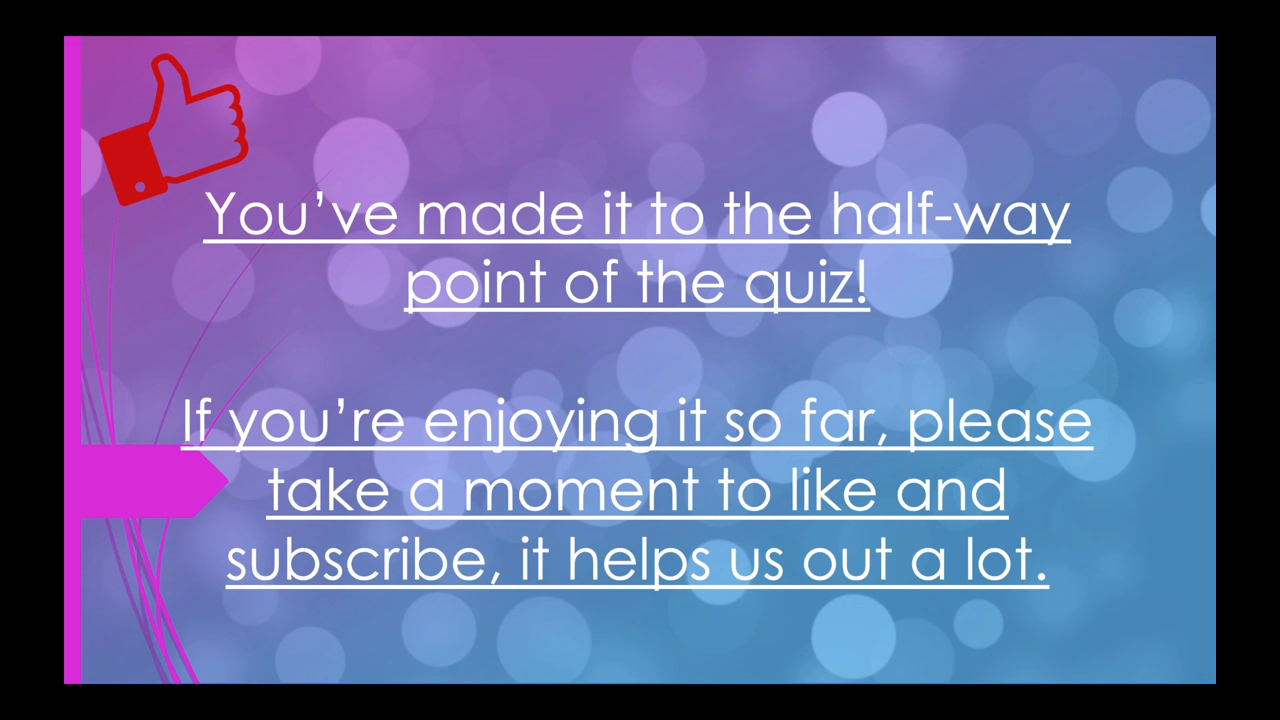 You’ve made it to the half-way
point of the quiz!
If you’re enjoying it so far, please
take a moment to like and
subscribe, it helps us out a lot.